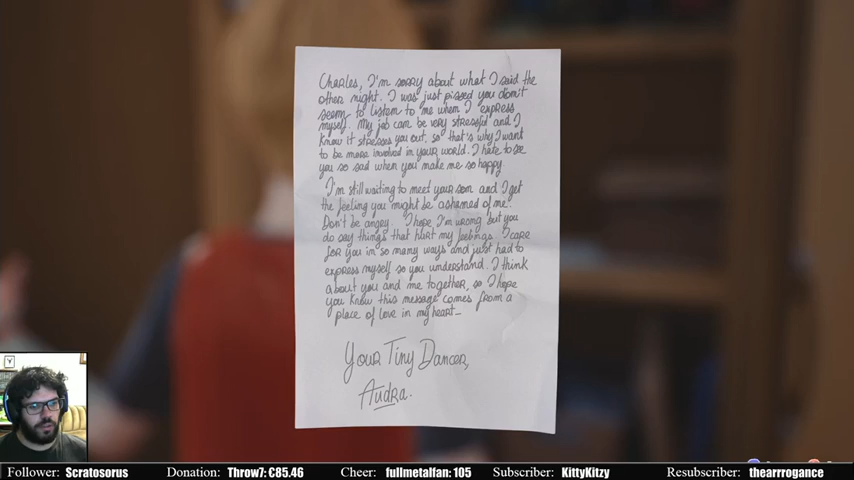 Charles, I'm sorry about what I said the
other night. I was just pissed you don't
seem to listen to me when I express
myself. My job can be very stressful and I
know it stresses you out, so that's why I want
to be more involved in your world. I hate to see
you so sad when you make me so happy
I'm still waiting to meet your son and I get
the feeling you might be ashamed of me.
Don't be angry. I hope I'm wrong but you
do say things that hurt my feelings. I care
for you in so many ways and just had to
express myself so you understand. I think
about you and me together, so I hope
you know this message comes from a
place of love in my heart_
Your Tiny Dancer,
Audra.
Follower: Scratosorus Donation: Throw7: €85.46 Cheer: fullmetalfan: 105 Subscriber: KittyKitzy Resubscriber: thearrrogance